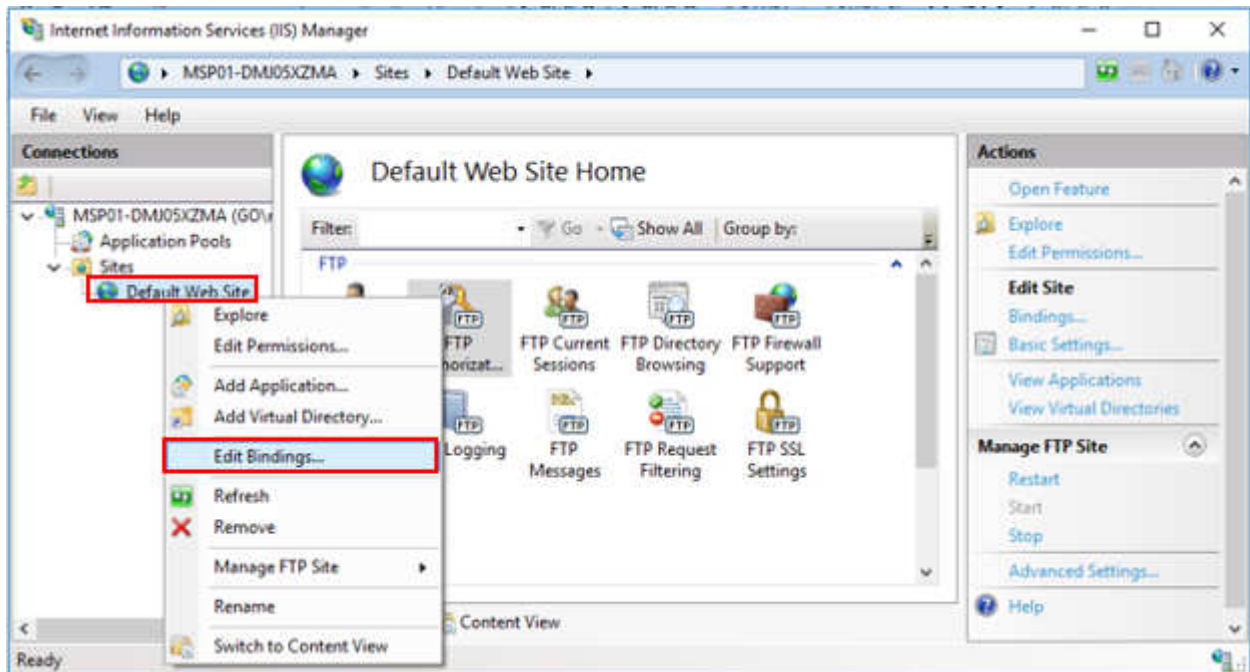 Internet Information Services (IIS) Manager
MSP01-DMJ05XZMA Sites Default Web Site
File View Help
Connections
MSP01-DMJ05XZMA (GO\
Application Pools
Sites
Default Web Site
Explore
Edit Permissions...
Add Application...
Add Virtual Directory...
Edit Bindings...
Refresh
Remove
Manage FTP Site
Rename
Switch to Content View
Default Web Site Home
Filter: Go Show All Group by:
FTP
FTP
FTP
FTP
FTP
FTP
horizat...
FTP Current
Sessions
FTP Directory
Browsing
FTP Firewall
Support
FTP
FTP
FTP
FTP
Logging
FTP
Messages
FTP Request
Filtering
FTP SSL
Settings
Content View
Actions
Open Feature
Explore
Edit Permissions...
Edit Site
Bindings...
Basic Settings...
View Applications
View Virtual Directories
Manage FTP Site
Restart
Start
Stop
Advanced Settings...
Help
Ready